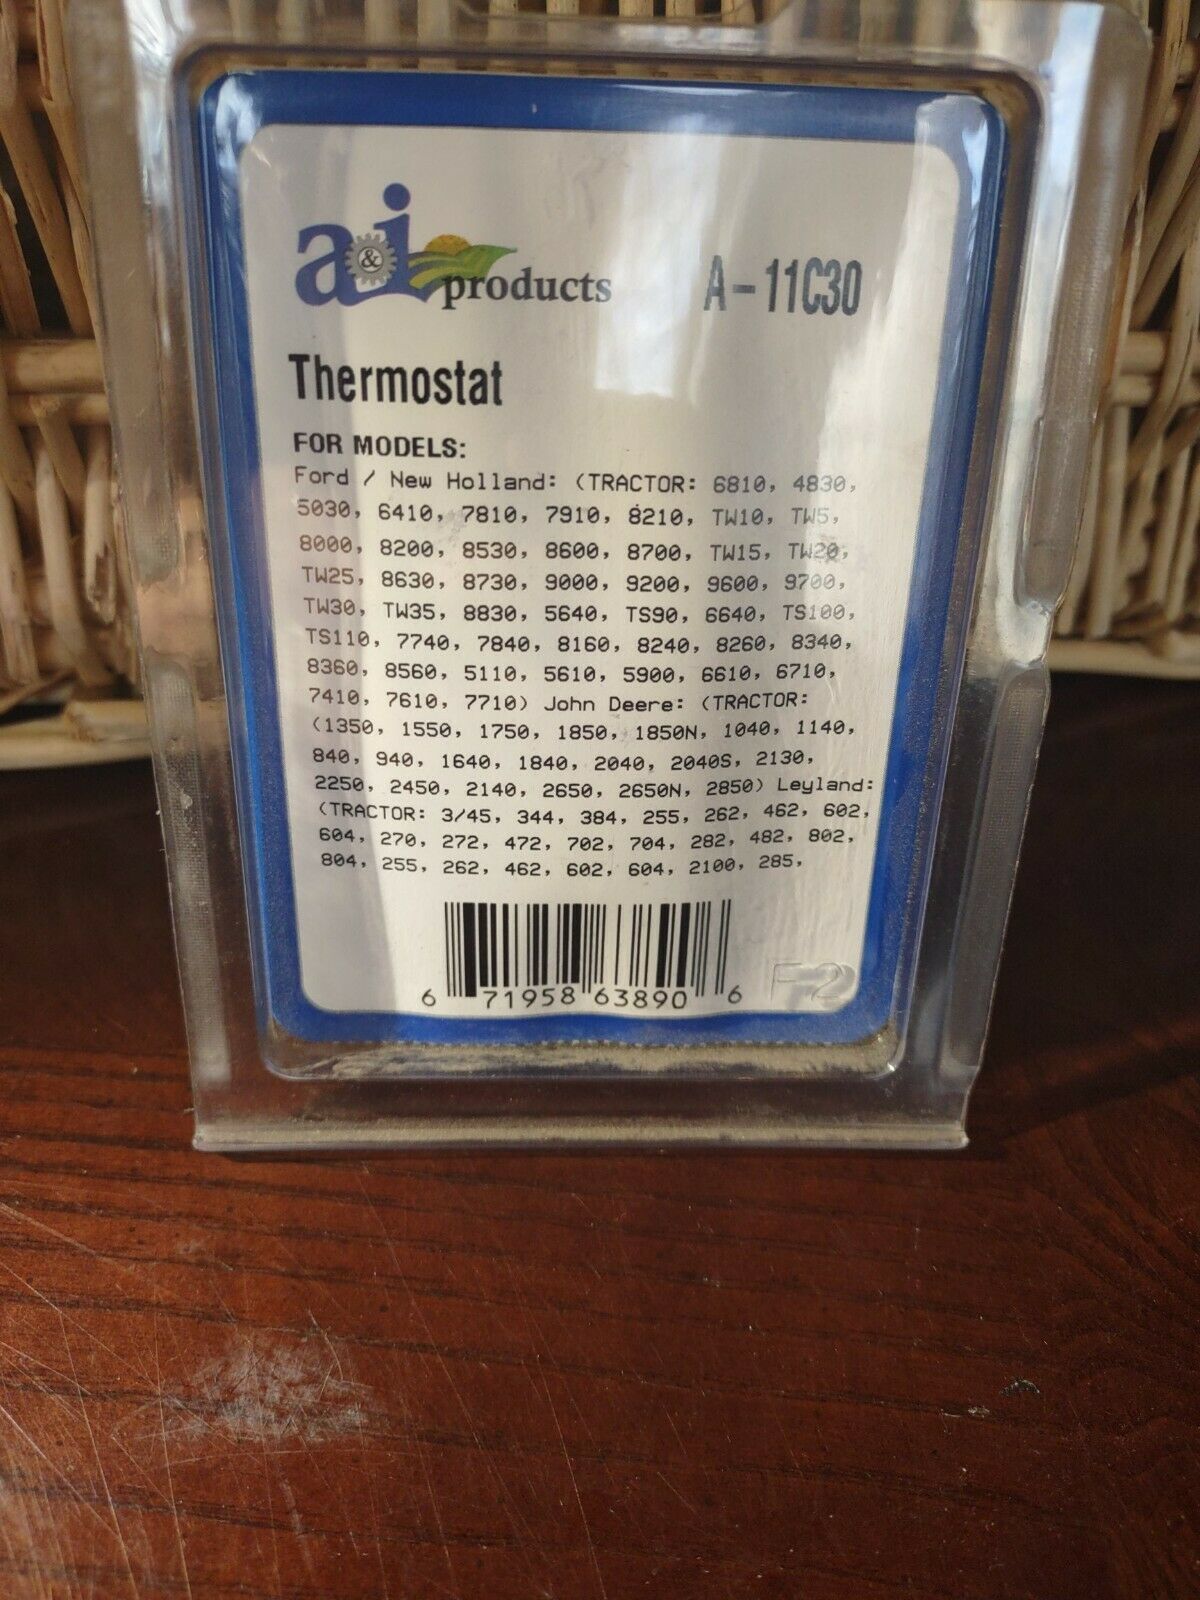 a&i products
A-11C30
Thermostat
FOR MODELS:
Ford / New Holland: (TRACTOR: 6810, 4830,
5030, 6410, 7810, 7910, 8210, TW10, TW5,
8000, 8200, 8530, 8600, 8700, TW15, TW20,
TW25, 8630, 8730, 9000, 9200, 9600, 9700,
TW30, TW35, 8830, 5640, TS90, 6640, TS100,
TS110, 7740, 7840, 8160, 8240, 8260, 8340,
8360, 8560, 5110, 5610, 5900, 6610, 6710,
7410, 7610, 7710) John Deere: (TRACTOR:
(1350, 1550, 1750, 1850, 1850N, 1040, 1140,
840, 940, 1640, 1840, 2040, 2040S, 2130,
2250, 2450, 2140, 2650, 2650N, 2850) Leyland:
(TRACTOR: 3/45, 344, 384, 255, 262, 462, 602,
604, 270, 272, 472, 702, 704, 282, 482, 802,
804, 255, 262, 462, 602, 604, 2100, 285,
6 71958 63890 6
F2